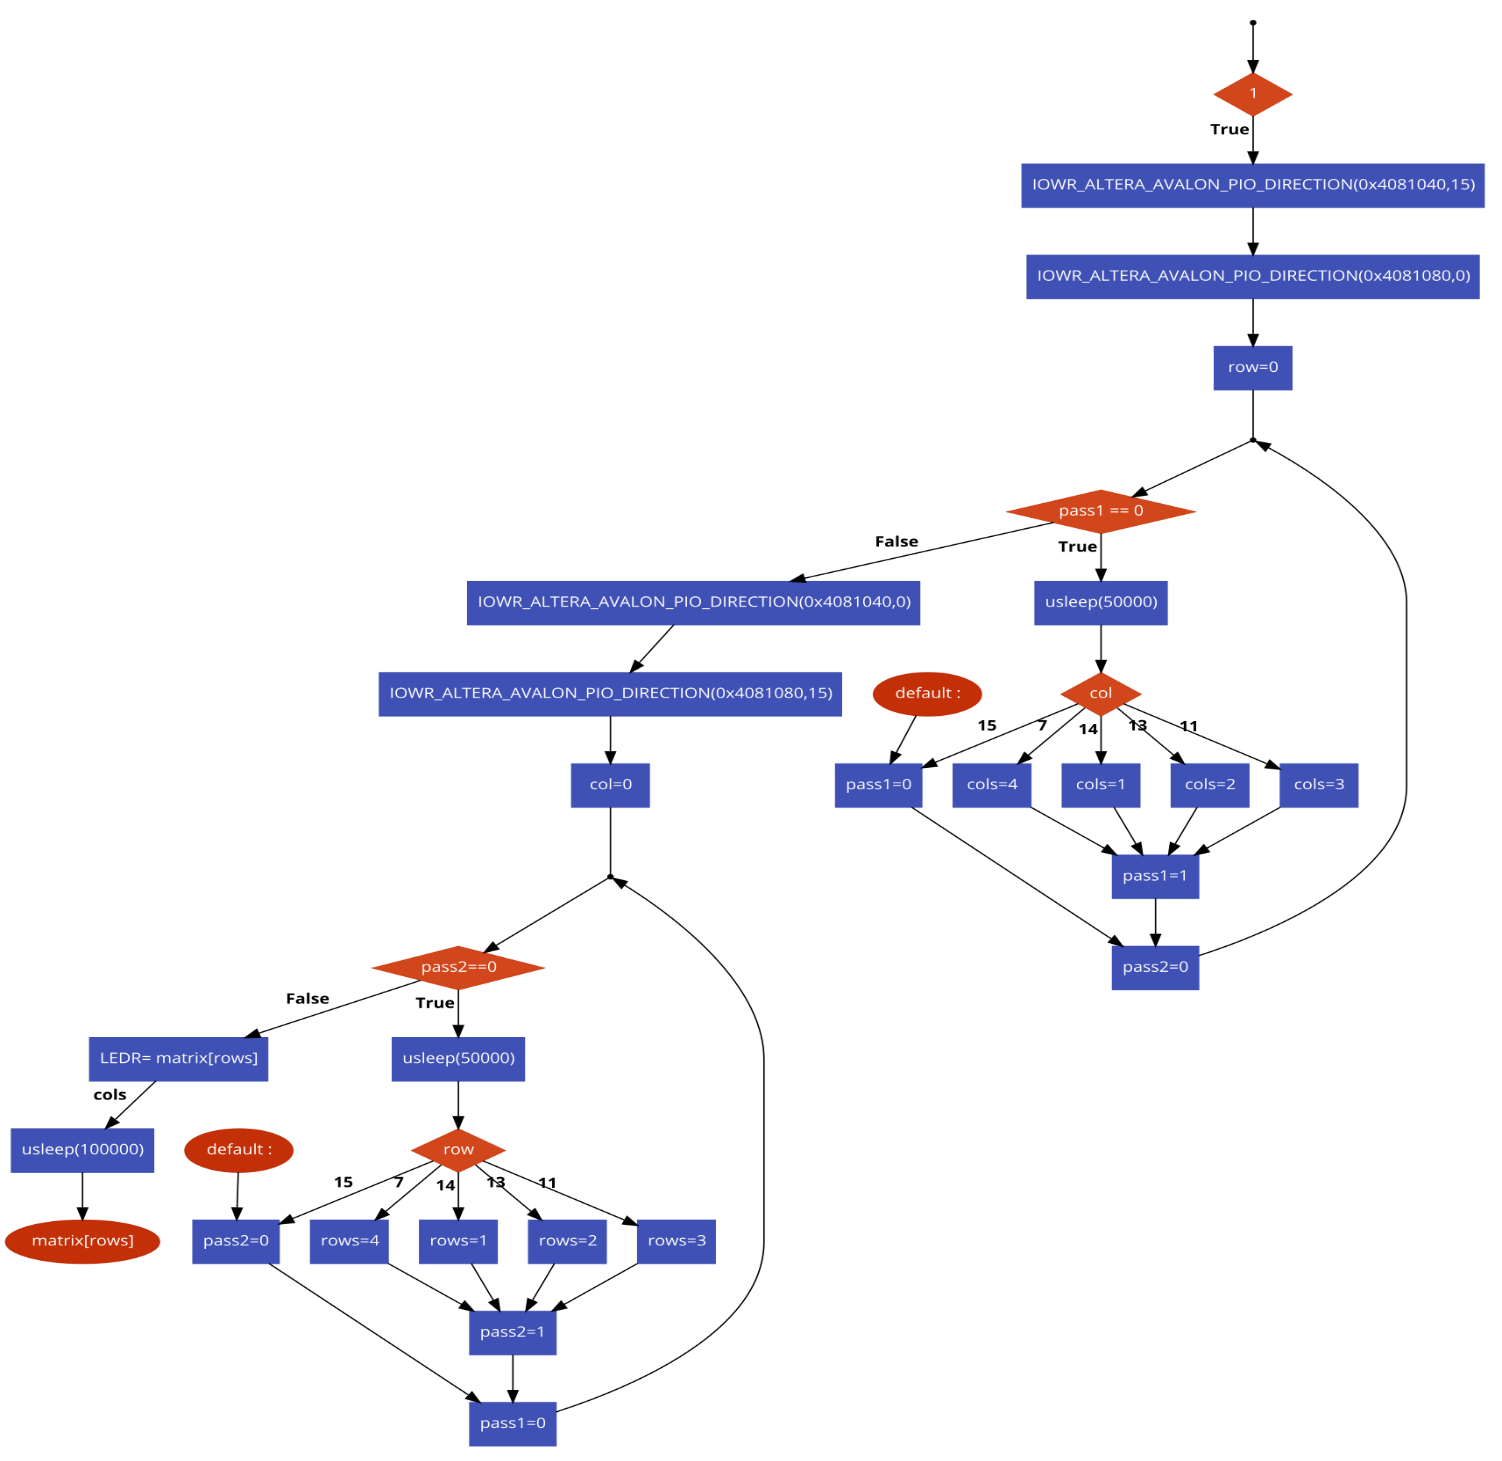 1
True
IOWR_ALTERA_AVALON_PIO_DIRECTION(0x4081040,15)
IOWR_ALTERA_AVALON_PIO_DIRECTION(0x4081080,0)
row=0
pass1 == 0
False
True
IOWR_ALTERA_AVALON_PIO_DIRECTION(0x4081040,0)
usleep(50000)
IOWR_ALTERA_AVALON_PIO_DIRECTION(0x4081080,15)
default :
col
15
7
14
13
11
col=0
pass1=0
cols=4
cols=1
cols=2
cols=3
pass1=1
pass2==0
pass2=0
False
True
LEDR= matrix[rows]
usleep(50000)
cols
usleep(100000)
default :
row
15
7
14
13
11
matrix[rows]
pass2=0
rows=4
rows=1
rows=2
rows=3
pass2=1
pass1=0